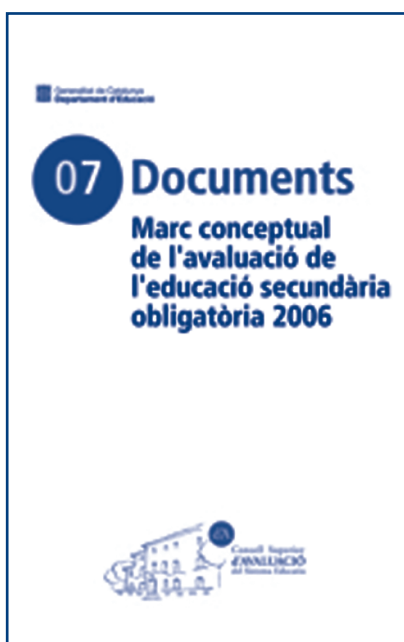 Generalitat de Catalunya
Departament d'Educació
07 Documents
Marc conceptual
de l'avaluació de
l'educació secundària
obligatòria 2006
Consell Superior
d'AVALUACIÓ
del Sistema Educatiu